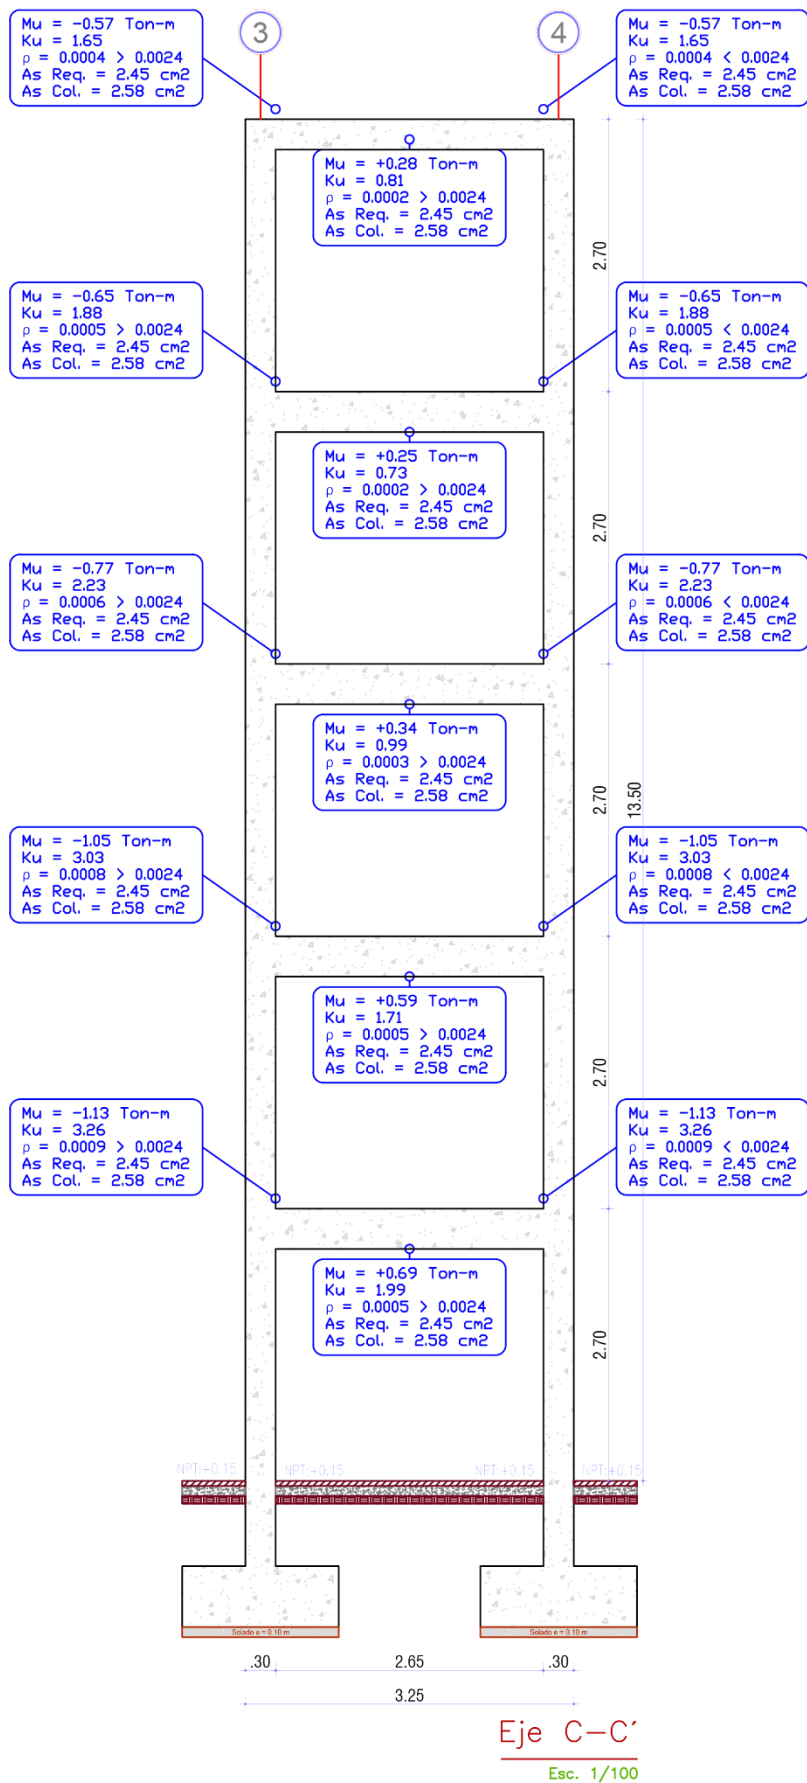 Mu = -0.57 Ton-m
Ku = 1.65
ρ = 0.0004 > 0.0024
As Req. = 2.45 cm2
As Col. = 2.58 cm2
3
4
Mu = -0.57 Ton-m
Ku = 1.65
ρ = 0.0004 < 0.0024
As Req. = 2.45 cm2
As Col. = 2.58 cm2
Mu = +0.28 Ton-m
Ku = 0.81
ρ = 0.0002 > 0.0024
As Req. = 2.45 cm2
As Col. = 2.58 cm2
2.70
Mu = -0.65 Ton-m
Ku = 1.88
ρ = 0.0005 > 0.0024
As Req. = 2.45 cm2
As Col. = 2.58 cm2
Mu = -0.65 Ton-m
Ku = 1.88
ρ = 0.0005 < 0.0024
As Req. = 2.45 cm2
As Col. = 2.58 cm2
Mu = +0.25 Ton-m
Ku = 0.73
ρ = 0.0002 > 0.0024
As Req. = 2.45 cm2
As Col. = 2.58 cm2
2.70
Mu = -0.77 Ton-m
Ku = 2.23
ρ = 0.0006 > 0.0024
As Req. = 2.45 cm2
As Col. = 2.58 cm2
Mu = -0.77 Ton-m
Ku = 2.23
ρ = 0.0006 < 0.0024
As Req. = 2.45 cm2
As Col. = 2.58 cm2
Mu = +0.34 Ton-m
Ku = 0.99
ρ = 0.0003 > 0.0024
As Req. = 2.45 cm2
As Col. = 2.58 cm2
2.70
13.50
Mu = -1.05 Ton-m
Ku = 3.03
ρ = 0.0008 > 0.0024
As Req. = 2.45 cm2
As Col. = 2.58 cm2
Mu = -1.05 Ton-m
Ku = 3.03
ρ = 0.0008 < 0.0024
As Req. = 2.45 cm2
As Col. = 2.58 cm2
Mu = +0.59 Ton-m
Ku = 1.71
ρ = 0.0005 > 0.0024
As Req. = 2.45 cm2
As Col. = 2.58 cm2
2.70
Mu = -1.13 Ton-m
Ku = 3.26
ρ = 0.0009 > 0.0024
As Req. = 2.45 cm2
As Col. = 2.58 cm2
Mu = -1.13 Ton-m
Ku = 3.26
ρ = 0.0009 < 0.0024
As Req. = 2.45 cm2
As Col. = 2.58 cm2
Mu = +0.69 Ton-m
Ku = 1.99
ρ = 0.0005 > 0.0024
As Req. = 2.45 cm2
As Col. = 2.58 cm2
2.70
NPT:+0.15
NPT:+0.15
NPT:+0.15
NPT:+0.15
Solado e = 0.10 m
Solado e = 0.10 m
.30
2.65
.30
3.25
Eje C-C´
Esc. 1/100